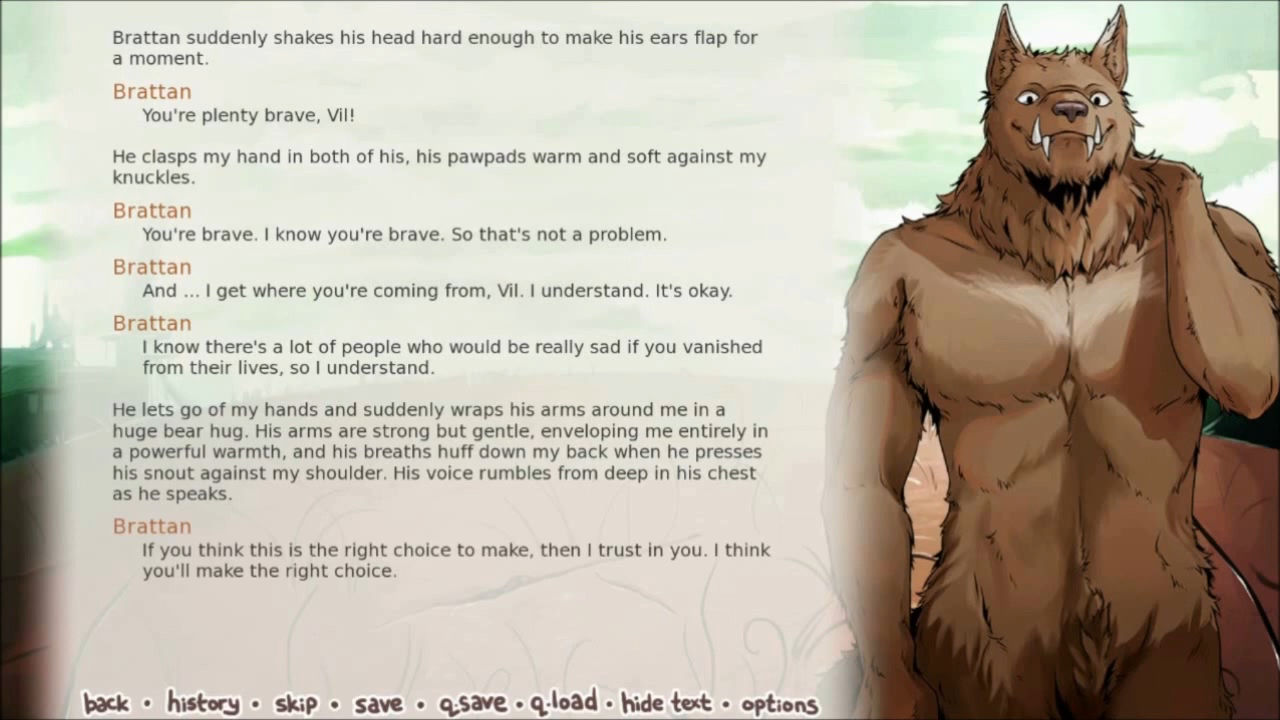 Brattan suddenly shakes his head hard enough to make his ears flap for
a moment.
Brattan
You're plenty brave, Vil!
He clasps my hand in both of his, his pawpads warm and soft against my
knuckles.
Brattan
You're brave. I know you're brave. So that's not a problem.
Brattan
And ... I get where you're coming from, Vil. I understand. It's okay.
Brattan
I know there's a lot of people who would be really sad if you vanished
from their lives, so I understand.
He lets go of my hands and suddenly wraps his arms around me in a
huge bear hug. His arms are strong but gentle, enveloping me entirely in
a powerful warmth, and his breaths huff down my back when he presses
his snout against my shoulder. His voice rumbles from deep in his chest
as he speaks.
Brattan
If you think this is the right choice to make, then I trust in you. I think
you'll make the right choice.
back • history • skip • save • q.save • q.load • hide text • options